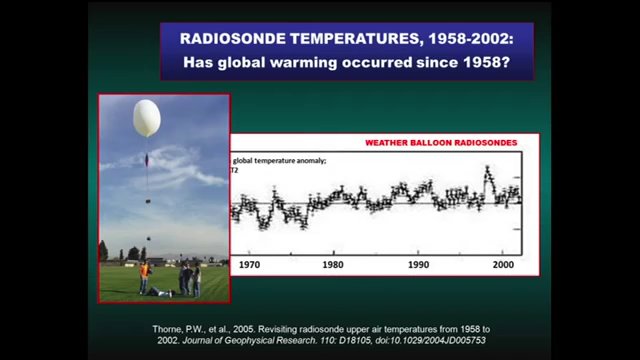 RADIOSONDE TEMPERATURES, 1958-2002:
Has global warming occurred since 1958?
WEATHER BALLOON RADIOSONDES
global temperature anomaly;
T2
1970 1980 1990 2000
Thorne, P.W., et al., 2005. Revisiting radiosonde upper air temperatures from 1958 to
2002. Journal of Geophysical Research. 110: D18105, doi:10.1029/2004JD005753